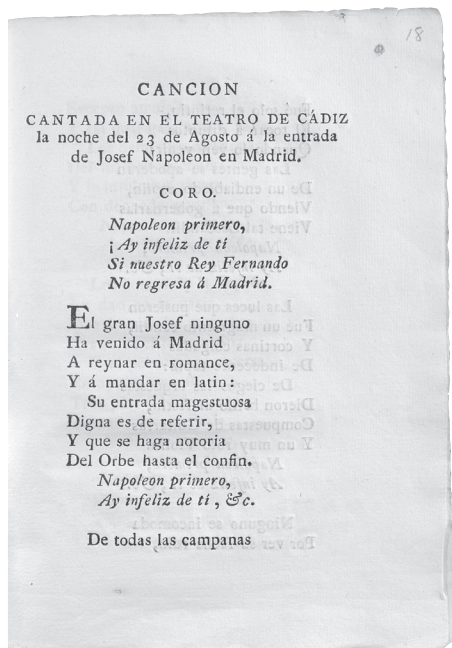 18
CANCION
CANTADA EN EL TEATRO DE CÁDIZ
la noche del 23 de Agosto á la entrada
de Josef Napoleon en Madrid.
CORO.
Napoleon primero,
¡Ay infeliz de tí
Si nuestro Rey Fernando
No regresa á Madrid.
El gran Josef ninguno
Ha venido á Madrid
A reynar en romance,
Y á mandar en latin:
Su entrada magestuosa
Digna es de referir,
Y que se haga notoria
Del Orbe hasta el confin.
Napoleon primero,
Ay infeliz de tí, &c.
De todas las campanas